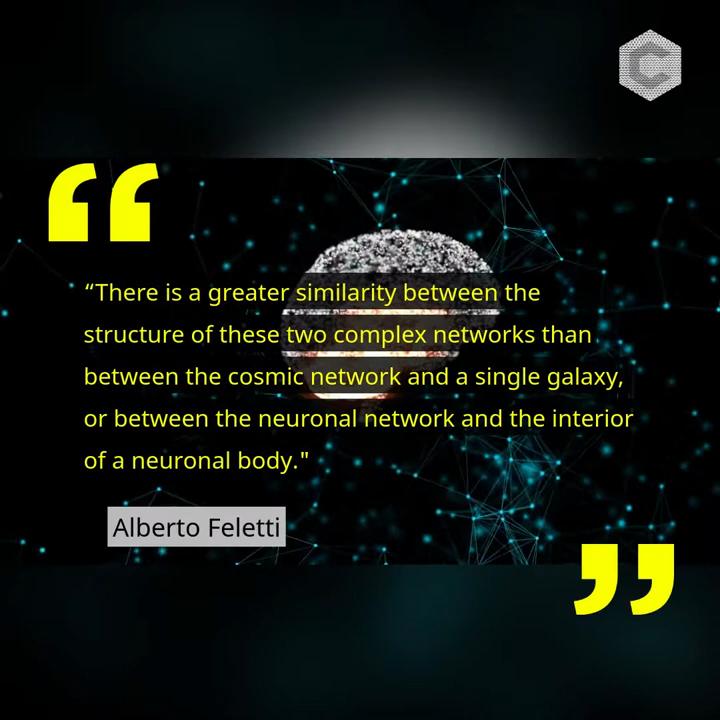 “There is a greater similarity between the
structure of these two complex networks than
between the cosmic network and a single galaxy,
or between the neuronal network and the interior
of a neuronal body."
Alberto Feletti